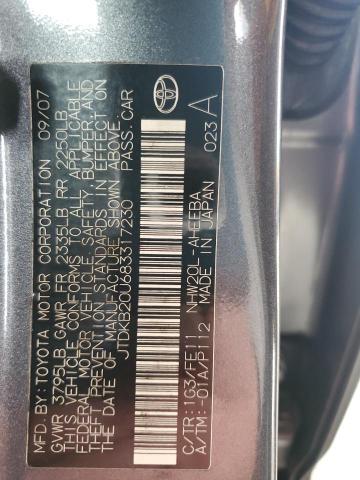 MFD.BY:TOYOTA MOTOR CORPORATION 09/07
GVWR 3795LB GAWR FR 2335LB RR 2250LB
THIS VEHICLE CONFORMS TO ALL APPLICABLE
FEDERAL MOTOR VEHICLE SAFETY, BUMPER, AND
THEFT-PREVENTION STANDARDS IN EFFECT ON
THE DATE OF MANUFACTURE SHOWN ABOVE.
JTDKB20U683317230 PASS.CAR
C/TR:1G3/FE11 NHW20L-AHEEBA
A/TM:-01A/P112 MADE IN JAPAN 023 A